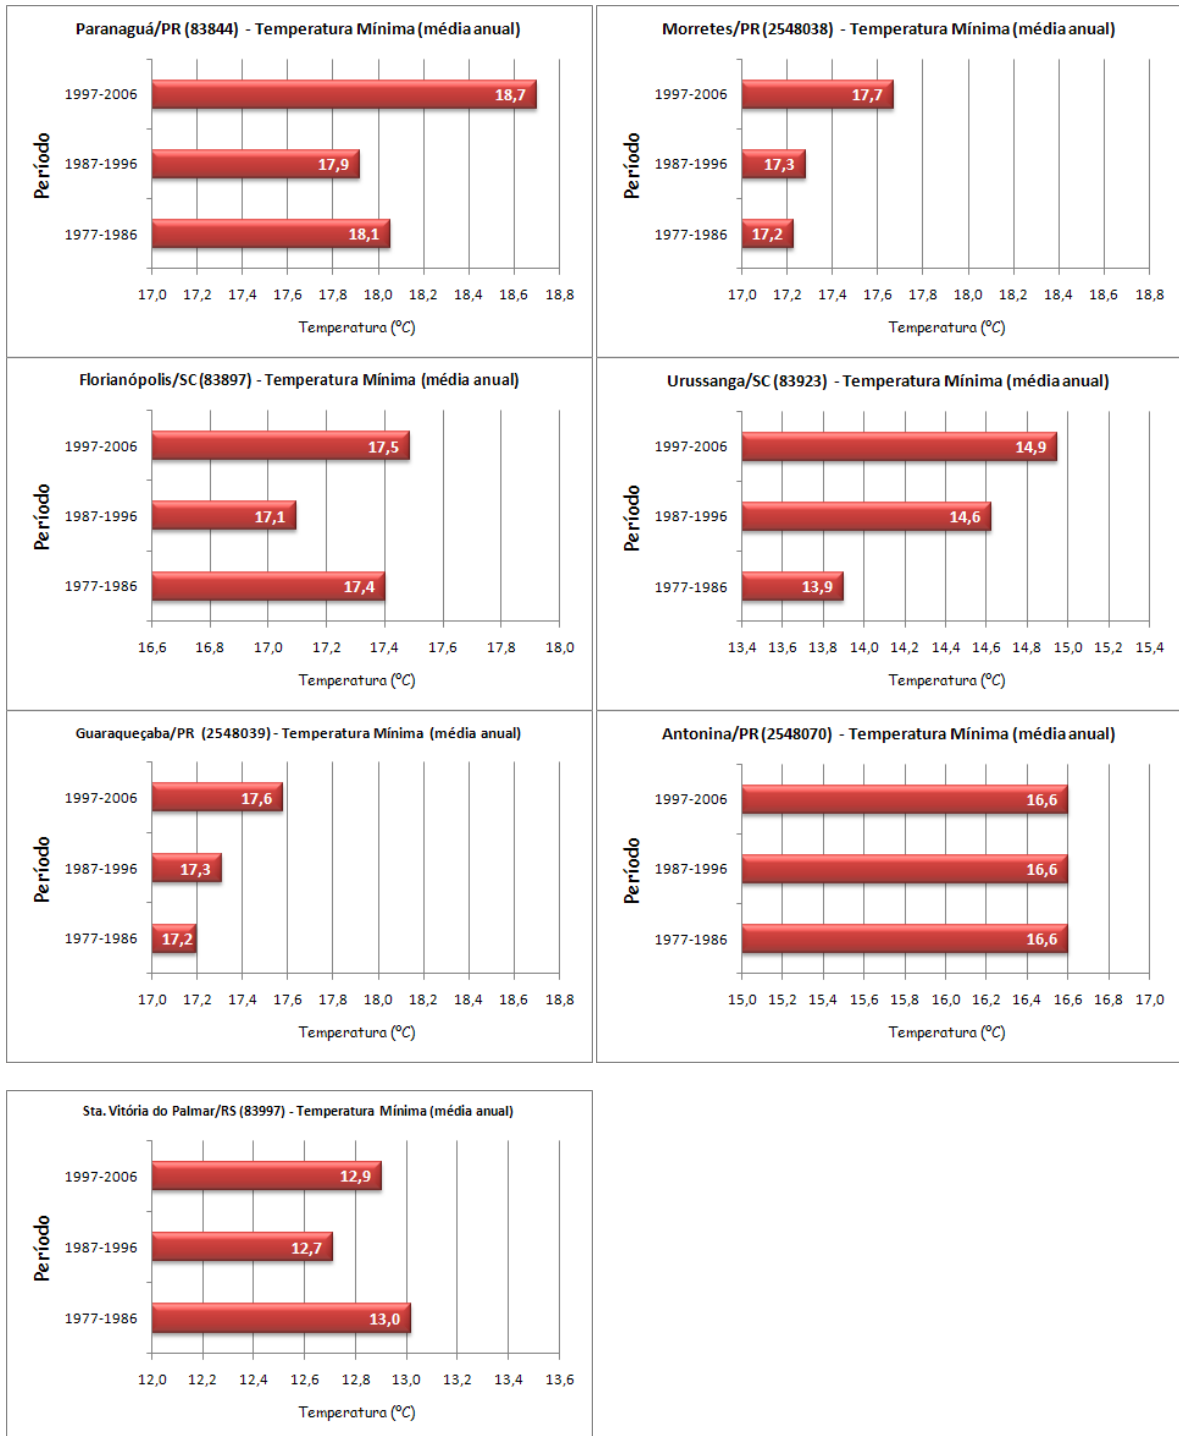 Paranaguá/PR (83844) - Temperatura Mínima (média anual)
Período
1997-2006
18,7
1987-1996
17,9
1977-1986
18,1
17,0 17,2 17,4 17,6 17,8 18,0 18,2 18,4 18,6 18,8
Temperatura (ºC)
Morretes/PR (2548038) - Temperatura Mínima (média anual)
Período
1997-2006
17,7
1987-1996
17,3
1977-1986
17,2
17,0 17,2 17,4 17,6 17,8 18,0 18,2 18,4 18,6 18,8
Temperatura (ºC)
Florianópolis/SC (83897) - Temperatura Mínima (média anual)
Período
1997-2006
17,5
1987-1996
17,1
1977-1986
17,4
16,6 16,8 17,0 17,2 17,4 17,6 17,8 18,0
Temperatura (ºC)
Urussanga/SC (83923) - Temperatura Mínima (média anual)
Período
1997-2006
14,9
1987-1996
14,6
1977-1986
13,9
13,4 13,6 13,8 14,0 14,2 14,4 14,6 14,8 15,0 15,2 15,4
Temperatura (ºC)
Guaraqueçaba/PR (2548039) - Temperatura Mínima (média anual)
Período
1997-2006
17,6
1987-1996
17,3
1977-1986
17,2
17,0 17,2 17,4 17,6 17,8 18,0 18,2 18,4 18,6 18,8
Temperatura (ºC)
Antonina/PR (2548070) - Temperatura Mínima (média anual)
Período
1997-2006
16,6
1987-1996
16,6
1977-1986
16,6
15,0 15,2 15,4 15,6 15,8 16,0 16,2 16,4 16,6 16,8 17,0
Temperatura (ºC)
Sta. Vitória do Palmar/RS (83997) - Temperatura Mínima (média anual)
Período
1997-2006
12,9
1987-1996
12,7
1977-1986
13,0
12,0 12,2 12,4 12,6 12,8 13,0 13,2 13,4 13,6
Temperatura (ºC)